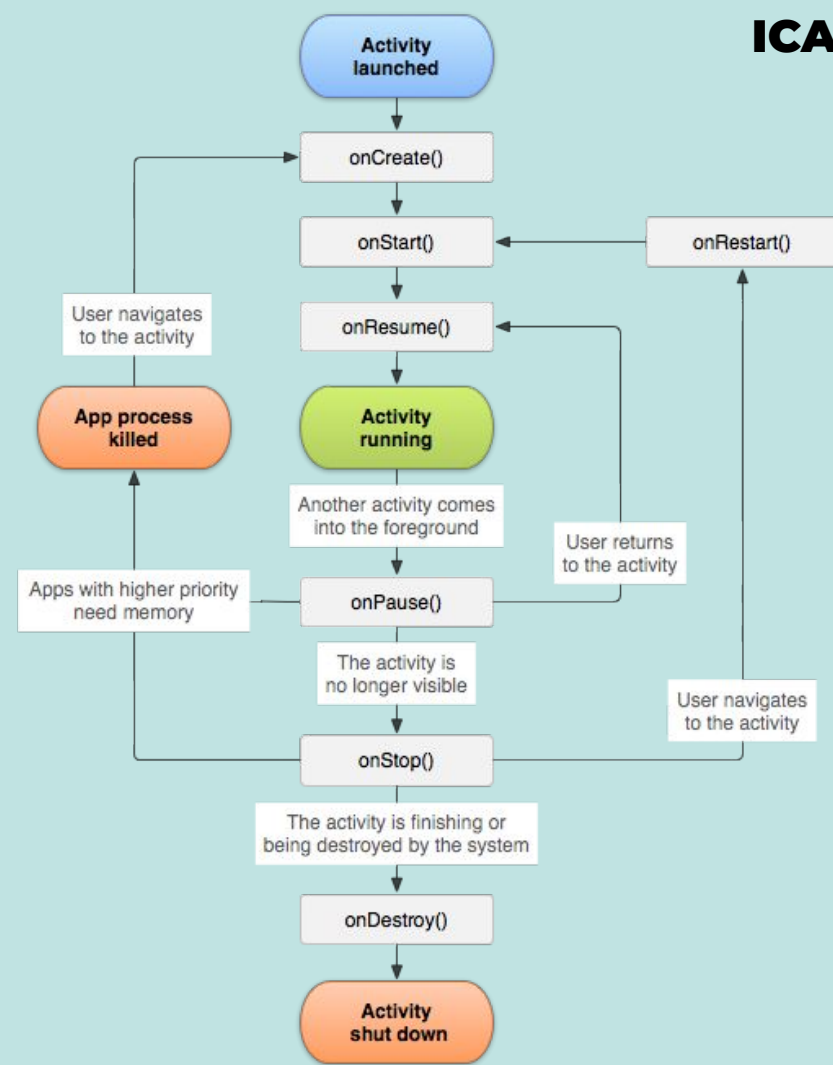 ICA
Activity
launched
onCreate()
onStart()
onRestart()
onResume()
User navigates
to the activity
App process
killed
Activity
running
Another activity comes
into the foreground
User returns
to the activity
Apps with higher priority
need memory
onPause()
The activity is
no longer visible
User navigates
to the activity
onStop()
The activity is finishing or
being destroyed by the system
onDestroy()
Activity
shut down